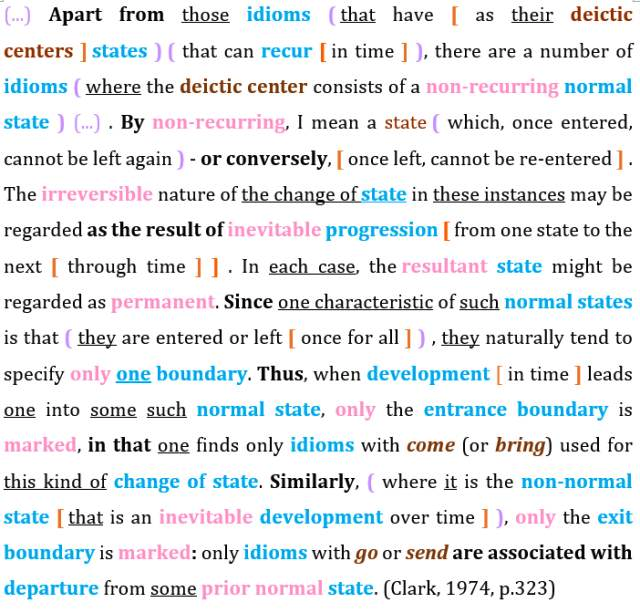 (...) Apart from those idioms ( that have [ as their deictic
centers ] states ) ( that can recur [ in time ] ), there are a number of
idioms ( where the deictic center consists of a non-recurring normal
state ) (...) . By non-recurring, I mean a state ( which, once entered,
cannot be left again ) - or conversely, [ once left, cannot be re-entered ] .
The irreversible nature of the change of state in these instances may be
regarded as the result of inevitable progression [ from one state to the
next [ through time ] ] . In each case, the resultant state might be
regarded as permanent. Since one characteristic of such normal states
is that ( they are entered or left [ once for all ] ) , they naturally tend to
specify only one boundary. Thus, when development [ in time ] leads
one into some such normal state, only the entrance boundary is
marked, in that one finds only idioms with come (or bring) used for
this kind of change of state. Similarly, ( where it is the non-normal
state [ that is an inevitable development over time ] ), only the exit
boundary is marked: only idioms with go or send are associated with
departure from some prior normal state. (Clark, 1974, p.323)